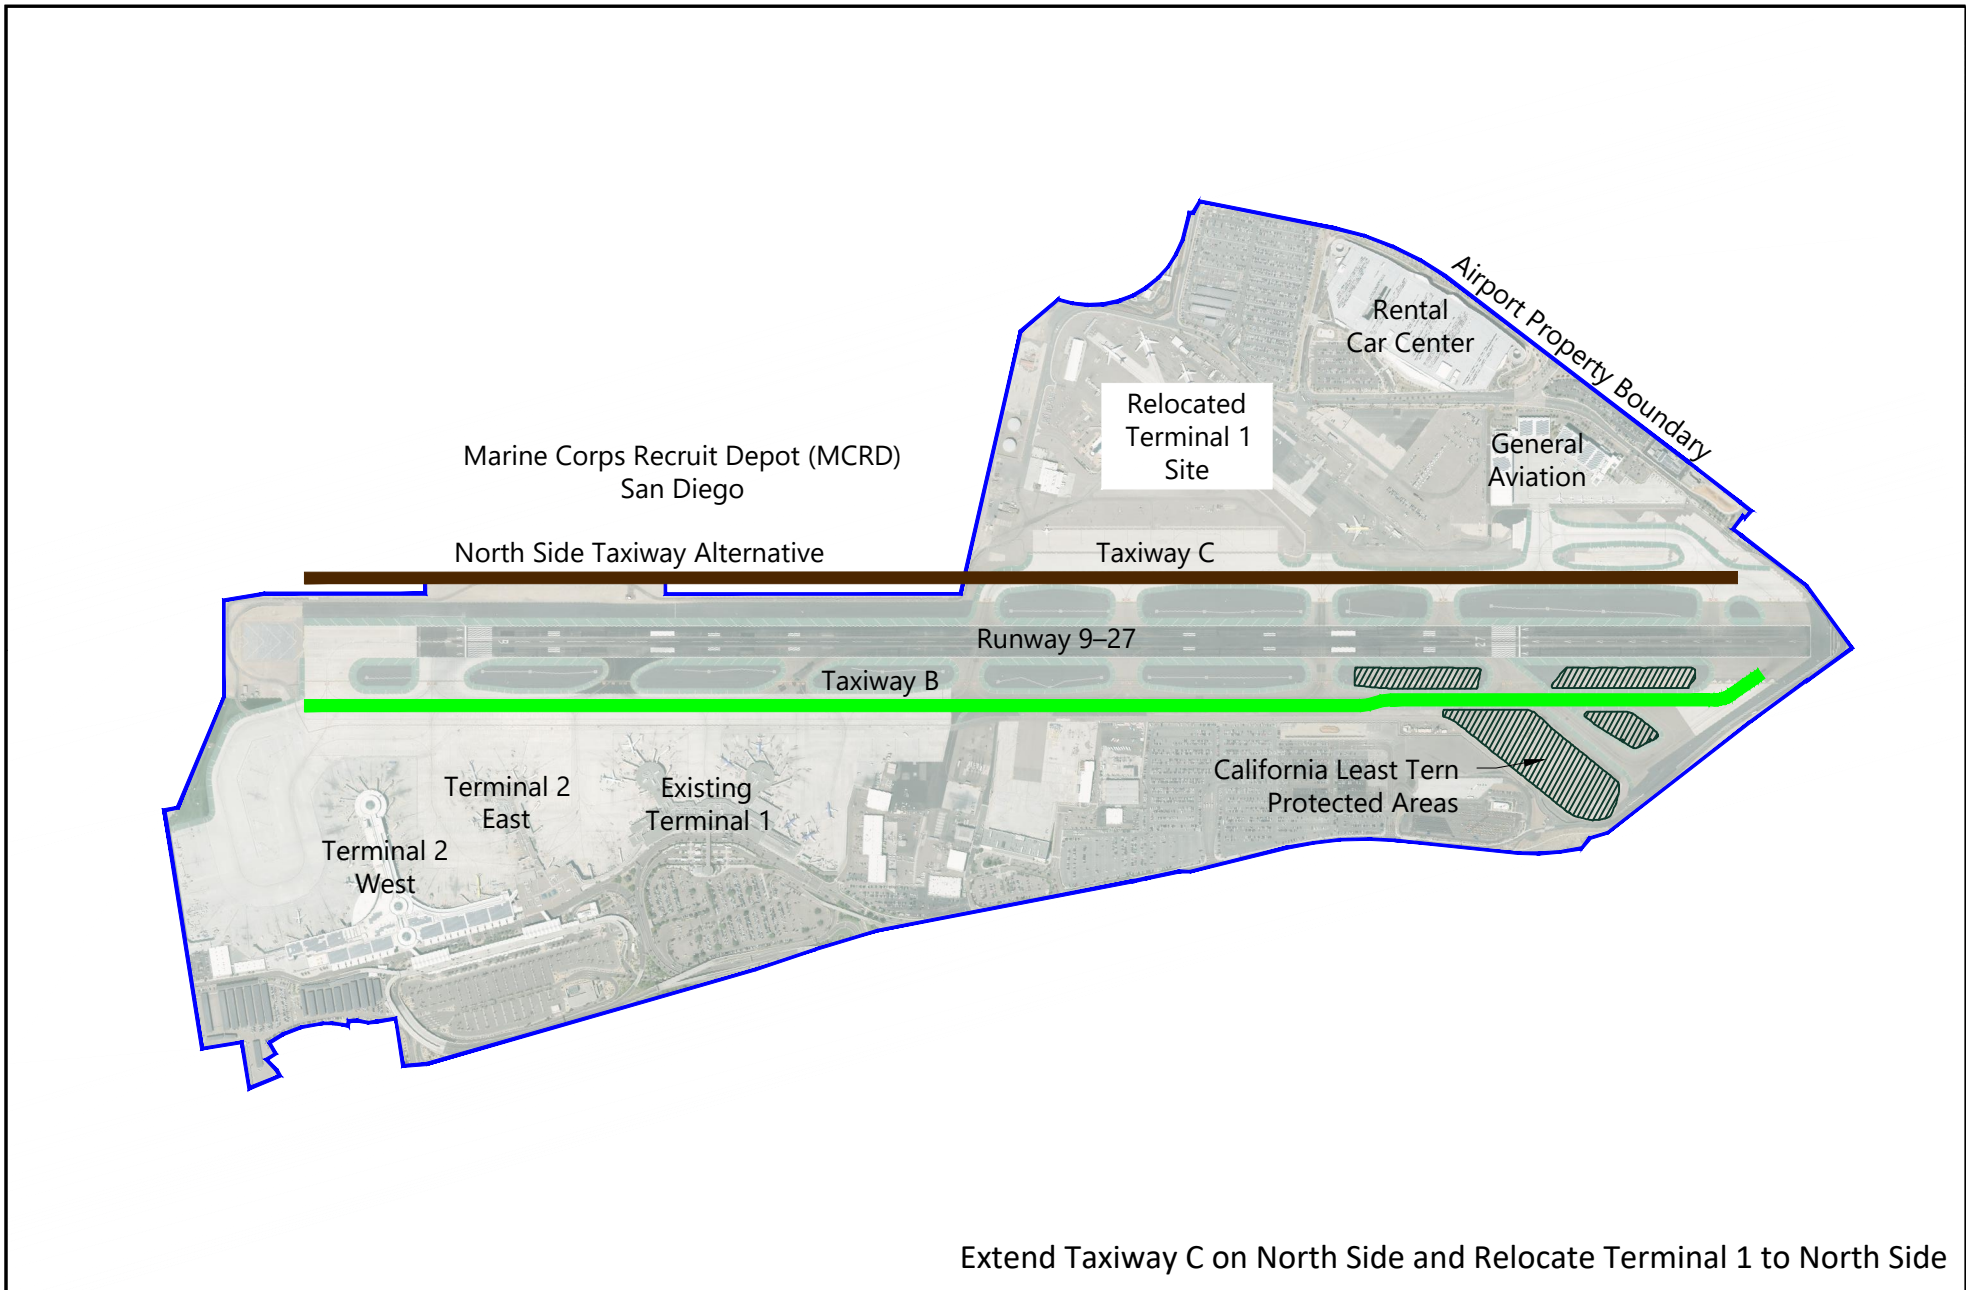 Airport Property Boundary
Rental
Car Center
Relocated
Terminal 1
Site
General
Aviation
Marine Corps Recruit Depot (MCRD)
San Diego
North Side Taxiway Alternative
Taxiway C
Runway 9–27
Taxiway B
California Least Tern
Protected Areas
Terminal 2
East
Existing
Terminal 1
Terminal 2
West
Extend Taxiway C on North Side and Relocate Terminal 1 to North Side